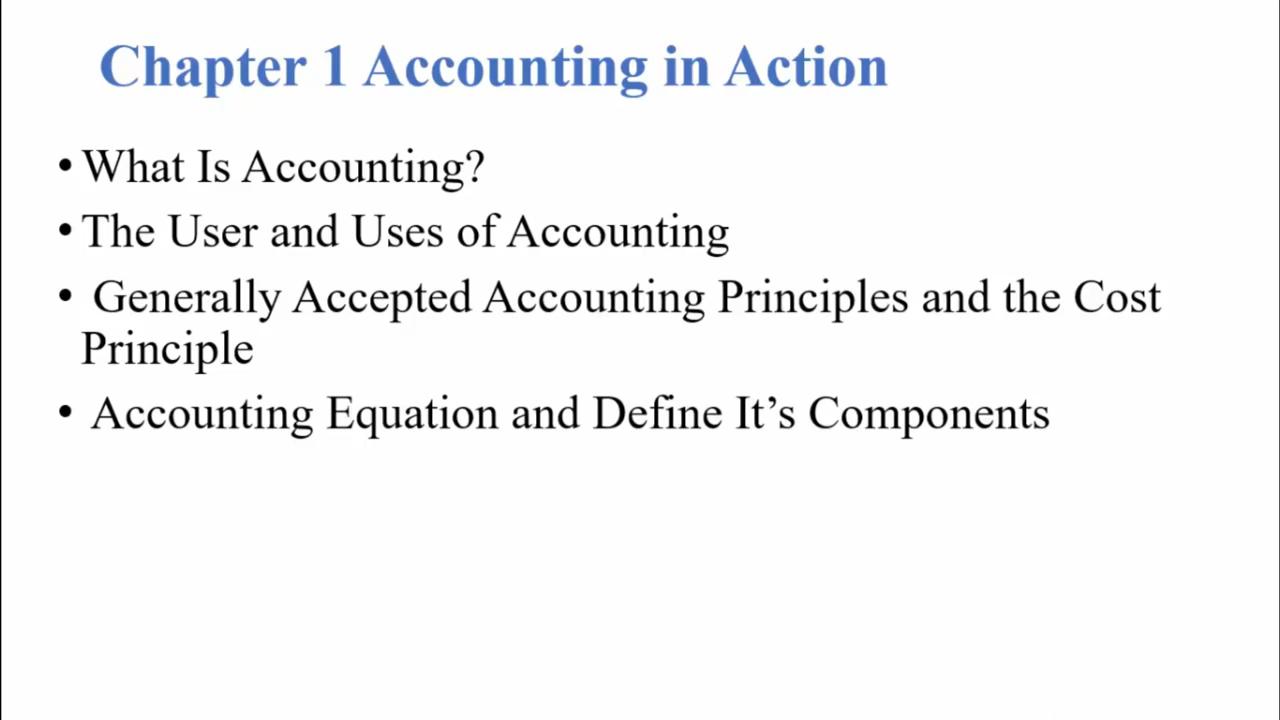 Chapter 1 Accounting in Action
• What Is Accounting?
• The User and Uses of Accounting
• Generally Accepted Accounting Principles and the Cost
Principle
• Accounting Equation and Define It’s Components